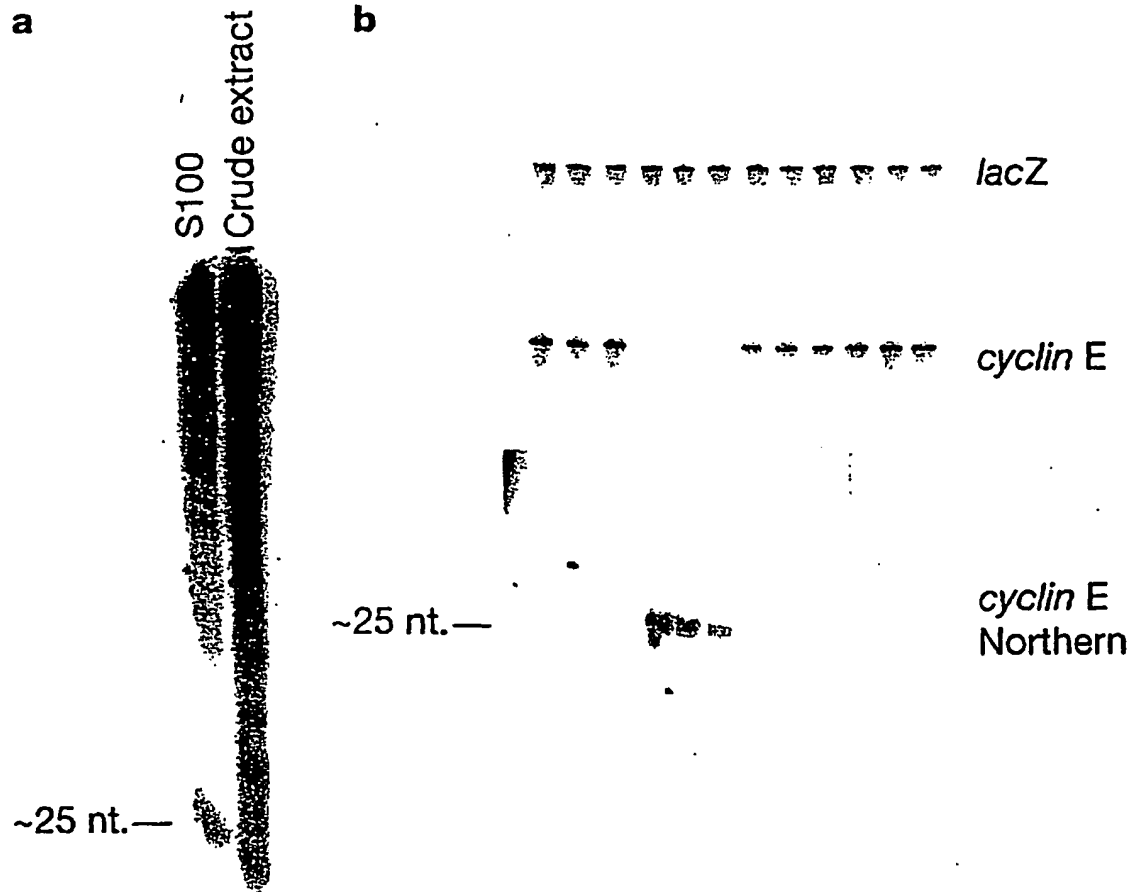 a
b
S100
Crude extract
lacZ
cyclin E
~25 nt.
cyclin E
Northern
~25 nt.